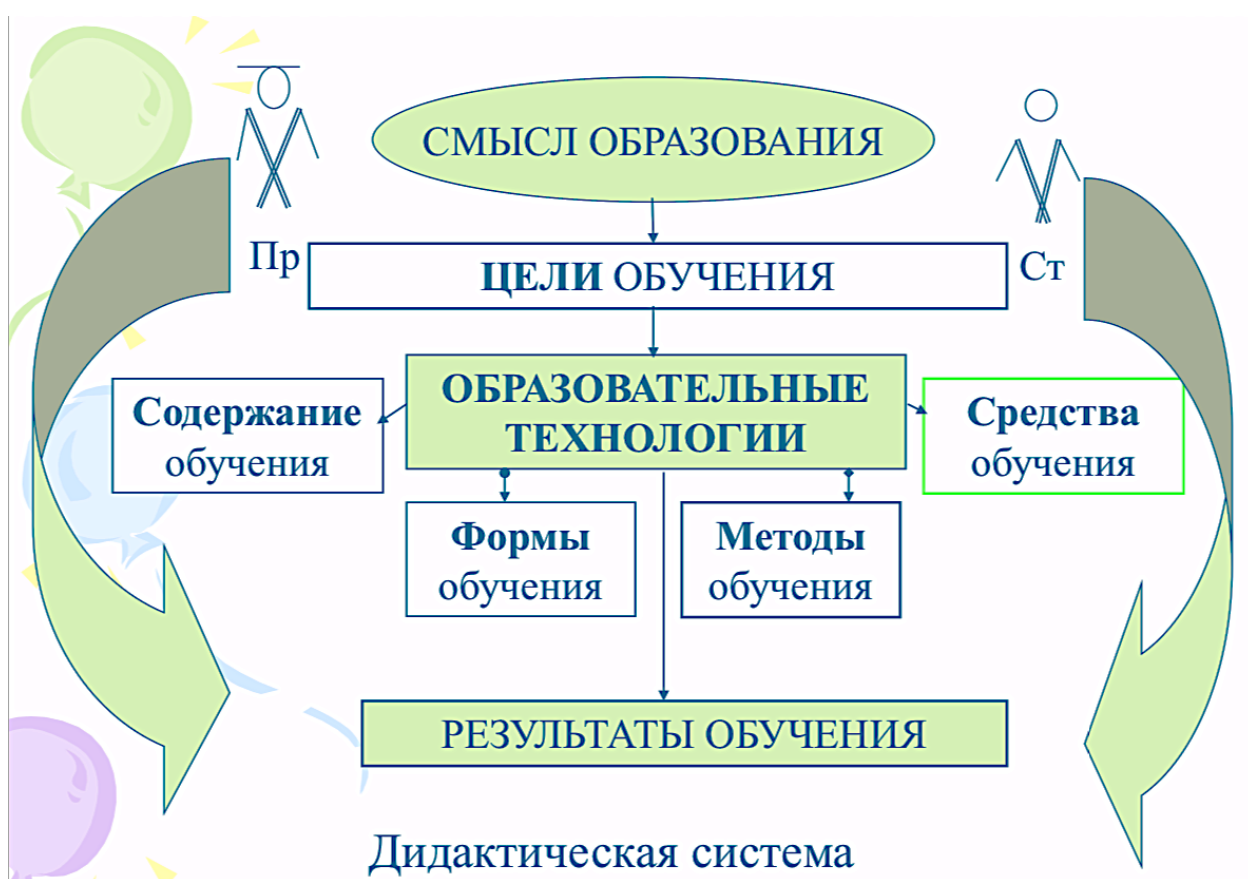 СМЫСЛ ОБРАЗОВАНИЯ
Пр
ЦЕЛИ ОБУЧЕНИЯ
Ст
ОБРАЗОВАТЕЛЬНЫЕ
ТЕХНОЛОГИИ
Содержание
обучения
Средства
обучения
Формы
обучения
Методы
обучения
РЕЗУЛЬТАТЫ ОБУЧЕНИЯ
Дидактическая система